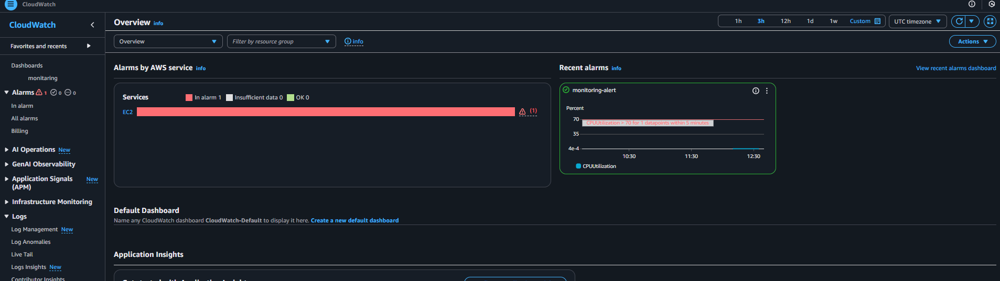 CloudWatch
CloudWatch
Favorites and recents
Dashboards
monitaring
Alarms 1 0 0
In alarm
All alarms
Billing
AI Operations New
GenAI Observability
Application Signals New
(APM)
Infrastructure Monitoring
Logs
Log Management New
Log Anomalies
Live Tail
Logs Insights New
Contributor Insights
Overview info
1h 3h 12h 1d 1w Custom UTC timezone
Overview Filter by resource group info
Actions
Alarms by AWS service info
Services In alarm 1 Insufficient data 0 OK 0
EC2 (1)
Recent alarms info View recent alarms dashboard
monitoring-alert
Percent
70
CPUUtilization > 70 for 1 datapoints within 5 minutes
35
4e-4
10:30 11:30 12:30
CPUUtilization
Default Dashboard
Name any CloudWatch dashboard CloudWatch-Default to display it here. Create a new default dashboard
Application Insights